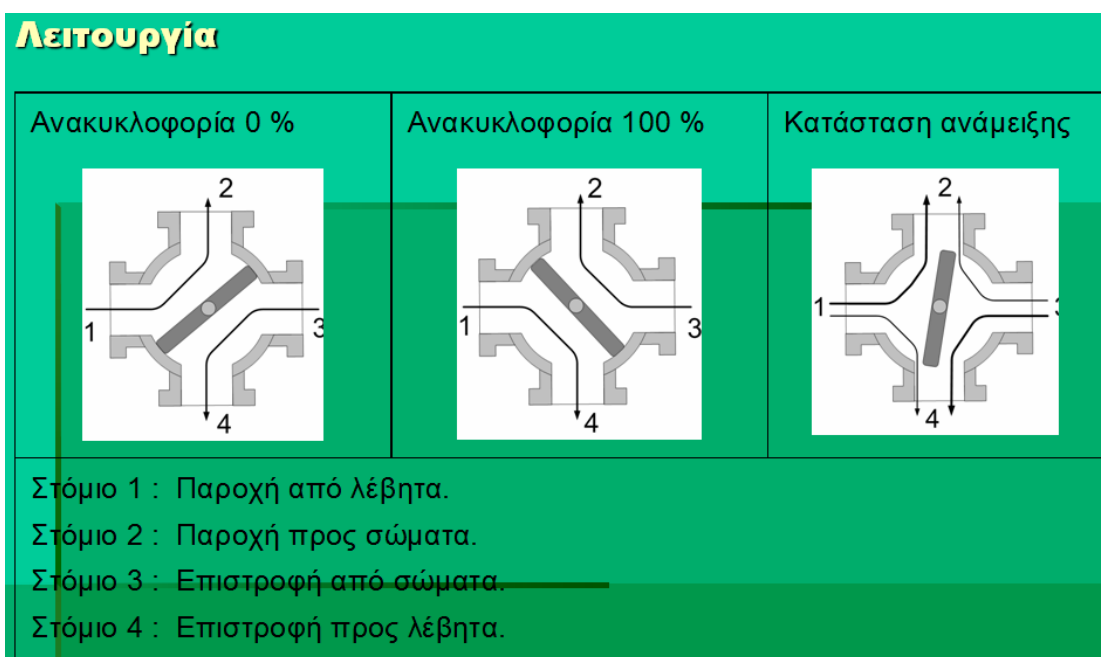 Λειτουργία
Ανακυκλοφορία 0 %
Ανακυκλοφορία 100 %
Κατάσταση ανάμειξης
2
1
3
4
2
1
3
4
2
1
4
Στόμιο 1 : Παροχή από λέβητα.
Στόμιο 2 : Παροχή προς σώματα.
Στόμιο 3 : Επιστροφή από σώματα.
Στόμιο 4 : Επιστροφή προς λέβητα.